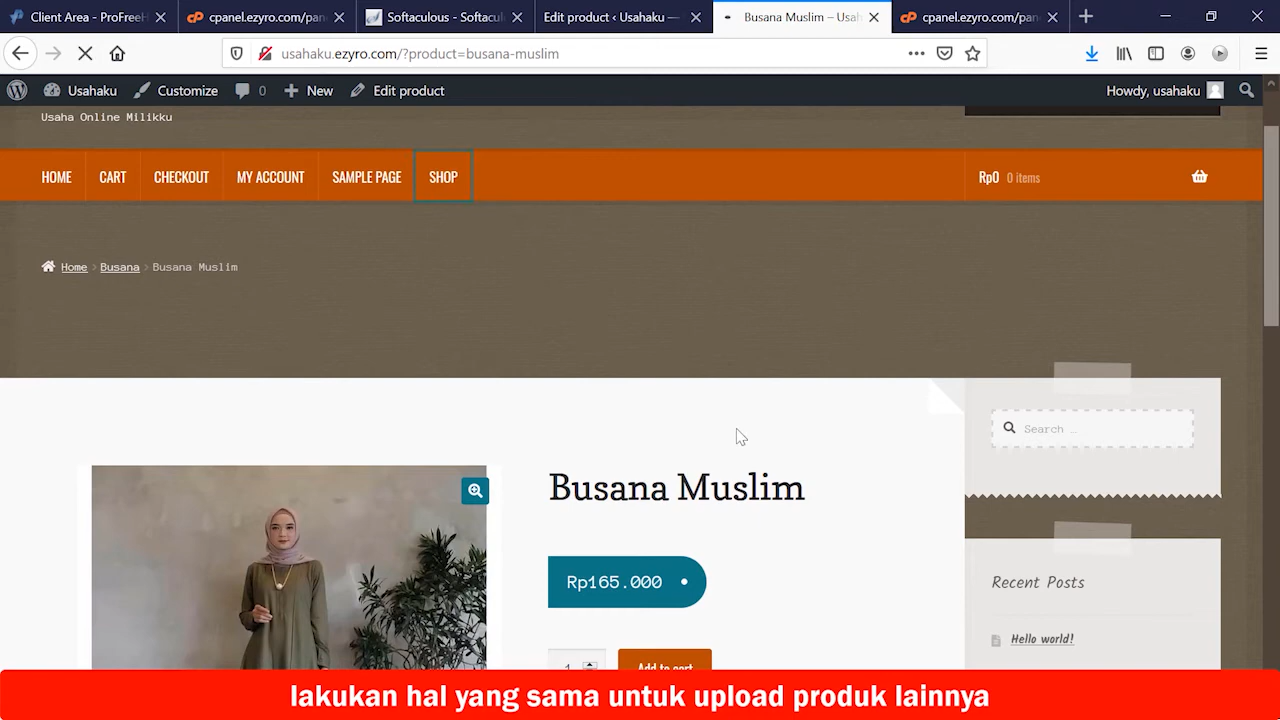 Client Area - ProFreeH
cpanel.ezyro.com/pan
Softaculous - Softacul
Edit product ‹ Usahaku —
Busana Muslim – Usah
cpanel.ezyro.com/pan
usahaku.ezyro.com/?product=busana-muslim
Usahaku
Customize
0
New
Edit product
Howdy, usahaku
Usaha Online Milikku
HOME
CART
CHECKOUT
MY ACCOUNT
SAMPLE PAGE
SHOP
Rp0 0 items
Home › Busana › Busana Muslim
Search …
Busana Muslim
Rp165.000
Recent Posts
Hello world!
1
Add to cart
lakukan hal yang sama untuk upload produk lainnya